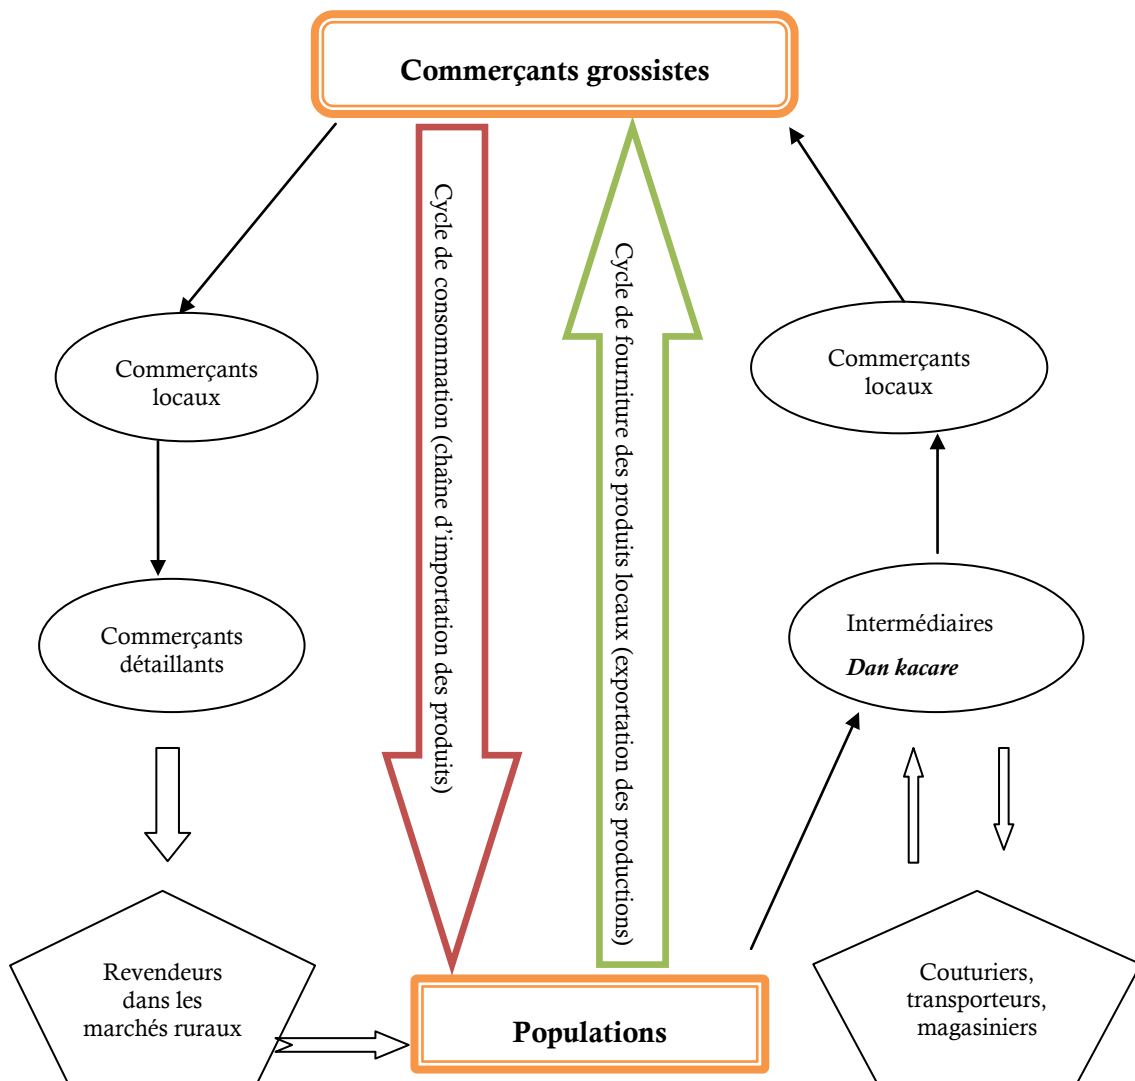 Commerçants grossistes
Cycle de consommation (chaîne d'importation des produits)
Cycle de fourniture des produits locaux (exportation des productions)
Commerçants
locaux
Commerçants
locaux
Commerçants
détaillants
Intermédiaires
Dan kacare
Revendeurs
dans les
marchés ruraux
Populations
Couturiers,
transporteurs,
magasiniers